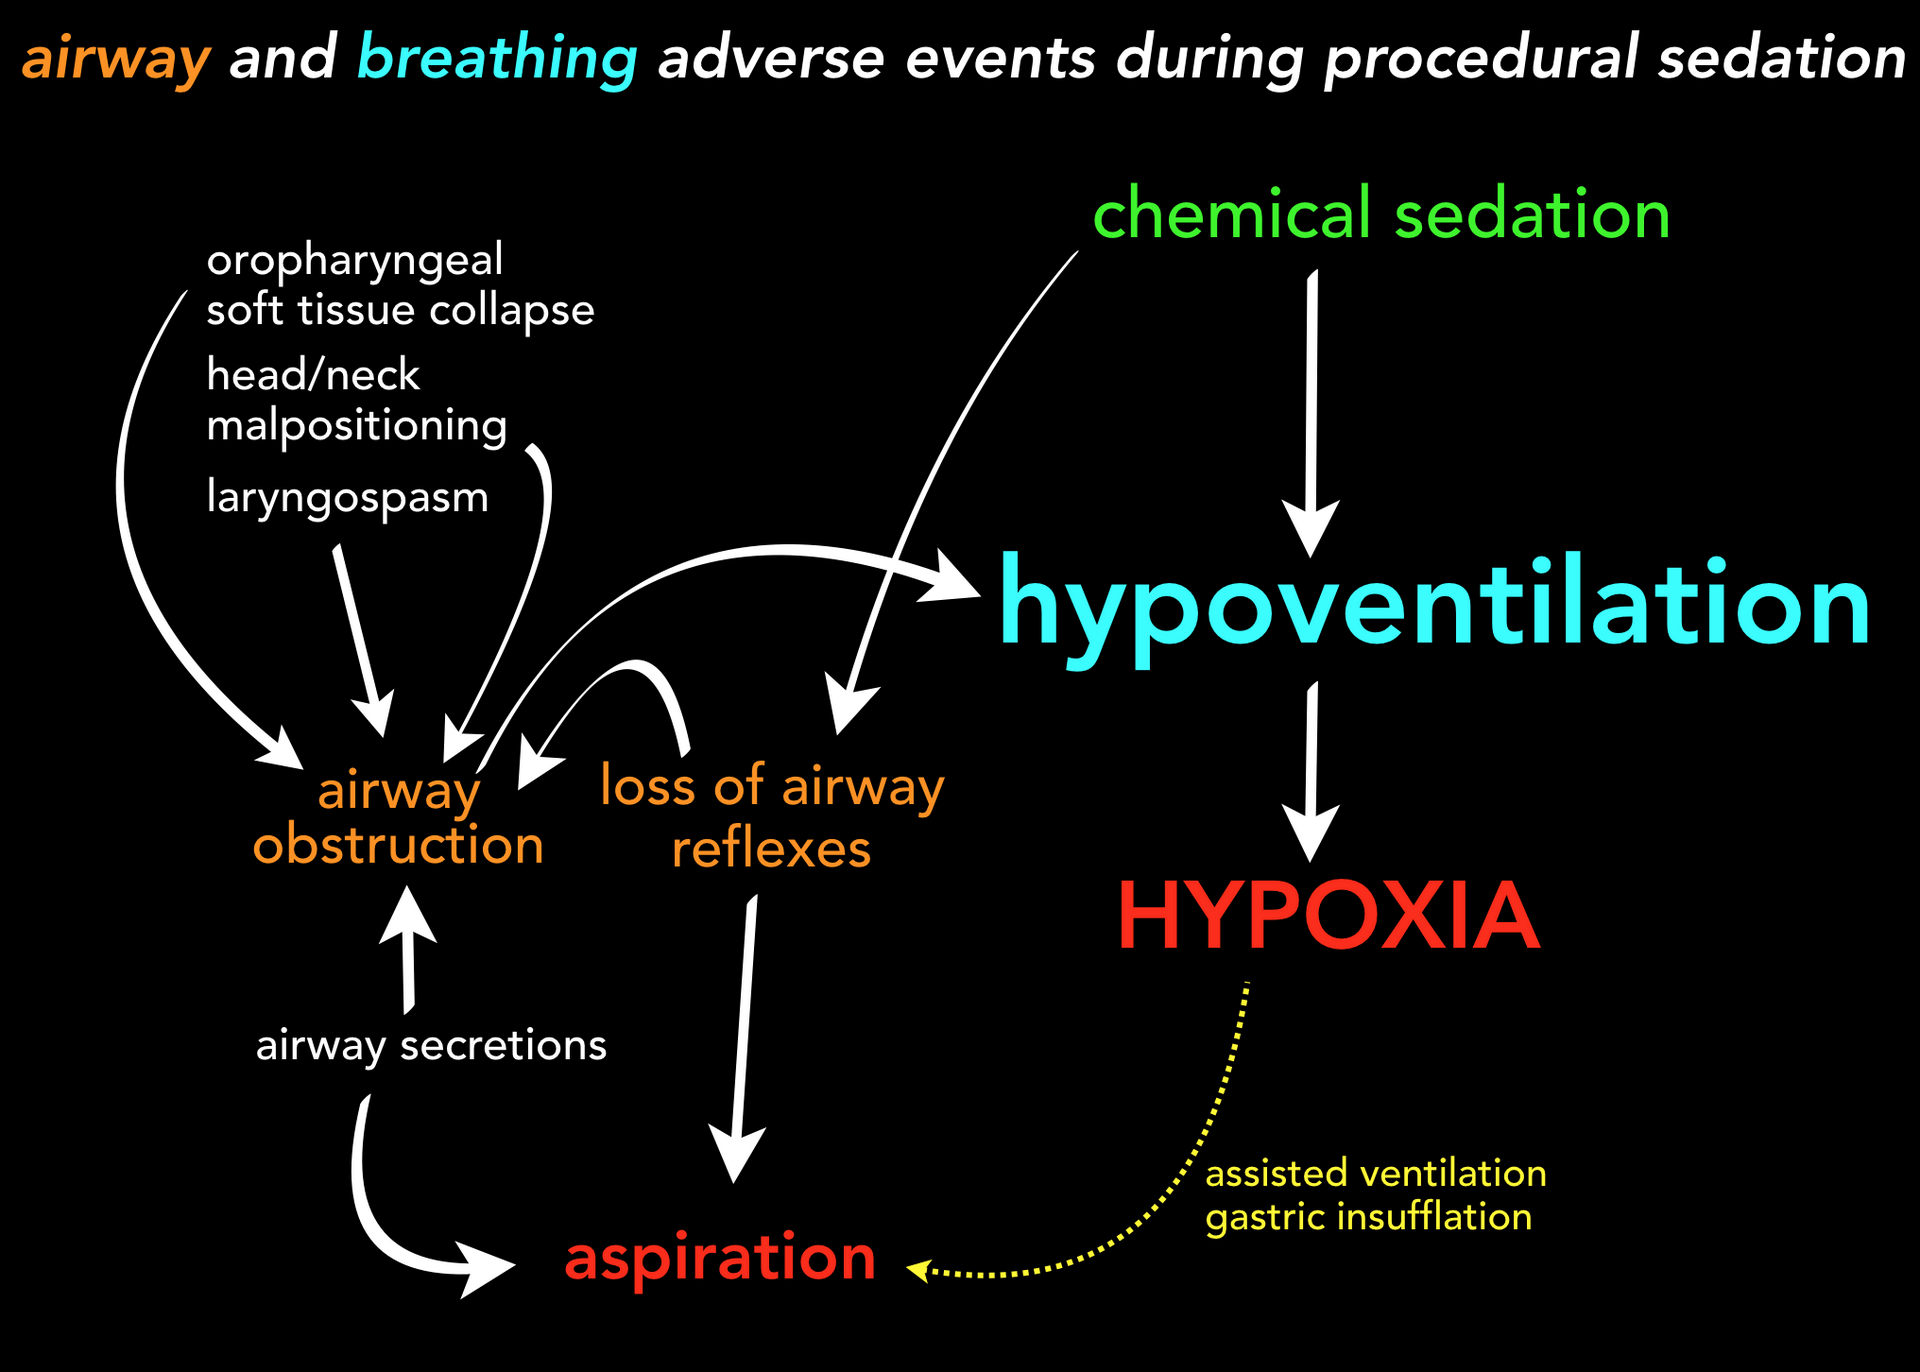 airway and breathing adverse events during procedural sedation
chemical sedation
oropharyngeal
soft tissue collapse
head/neck
malpositioning
laryngospasm
hypoventilation
airway
obstruction
loss of airway
reflexes
HYPOXIA
airway secretions
assisted ventilation
gastric insufflation
aspiration